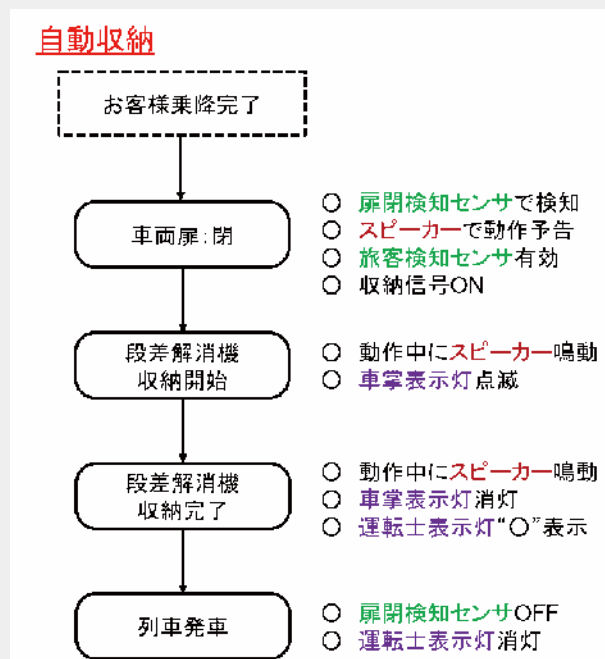 自動収納
お客様乗降完了
車両扉:閉
○ 扉閉検知センサで検知
○ スピーカーで動作予告
○ 旅客検知センサ有効
○ 収納信号ON
段差解消機
収納開始
○ 動作中にスピーカー鳴動
○ 車掌表示灯点滅
段差解消機
収納完了
○ 動作中にスピーカー鳴動
○ 車掌表示灯消灯
○ 運転士表示灯“○”表示
列車発車
○ 扉閉検知センサOFF
○ 運転士表示灯消灯